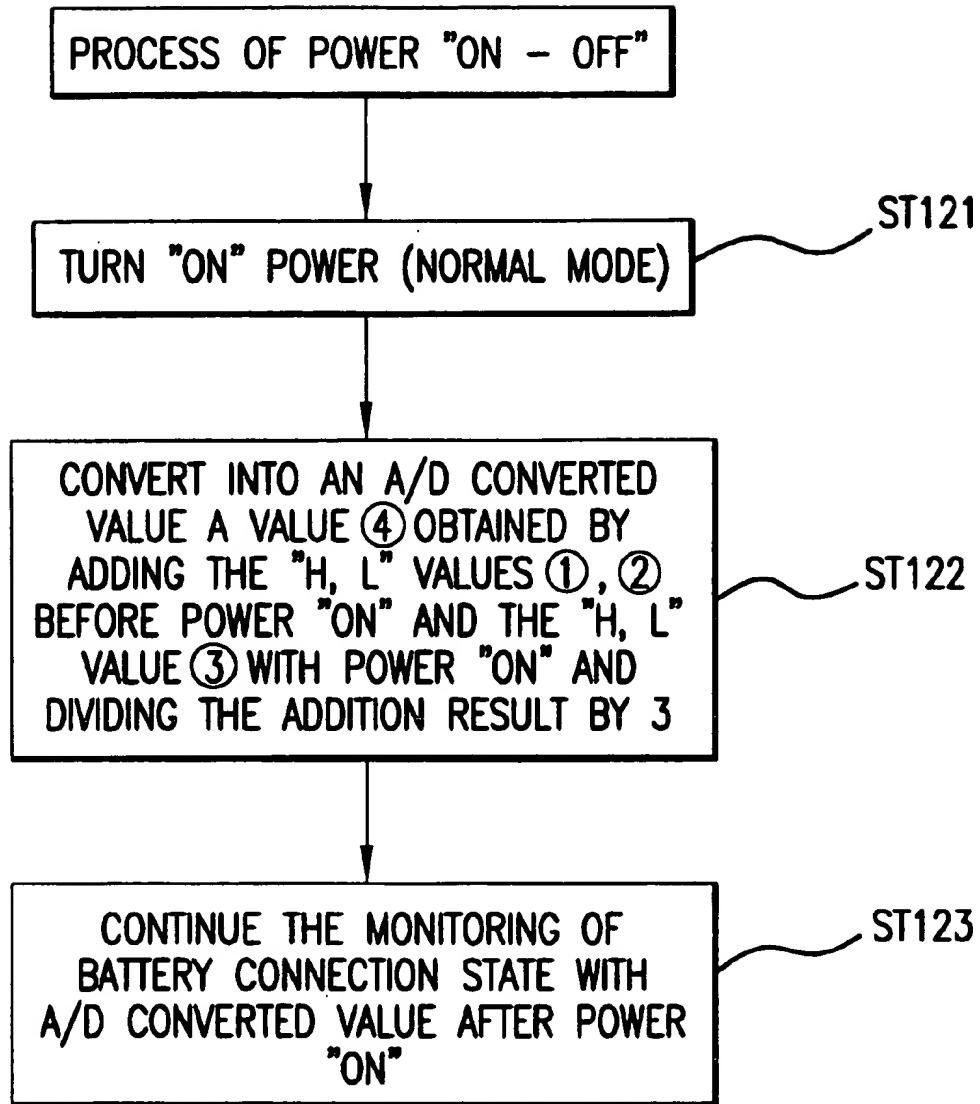 PROCESS OF POWER "ON – OFF"
TURN "ON" POWER (NORMAL MODE)
ST121
CONVERT INTO AN A/D CONVERTED
VALUE A VALUE ④ OBTAINED BY
ADDING THE "H, L" VALUES ①, ②
BEFORE POWER "ON" AND THE "H, L"
VALUE ③ WITH POWER "ON" AND
DIVIDING THE ADDITION RESULT BY 3
ST122
CONTINUE THE MONITORING OF
BATTERY CONNECTION STATE WITH
A/D CONVERTED VALUE AFTER POWER
"ON"
ST123